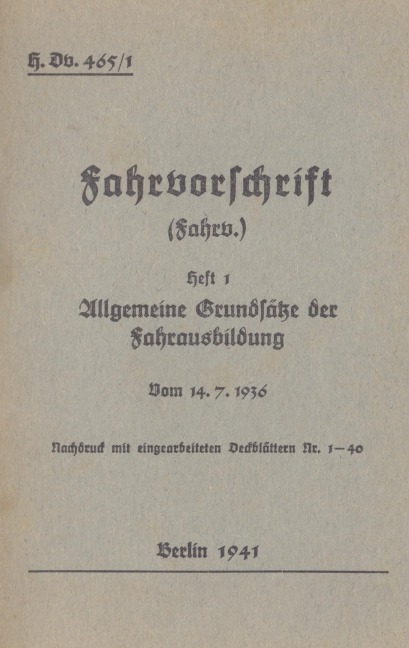 H. Dv. 465/1
Fahrvorschrift
(Fahrv.)
Heft 1
Allgemeine Grundsätze der
Fahrausbildung
Vom 14. 7. 1936
Nachdruck mit eingearbeiteten Deckblättern Nr. 1—40
Berlin 1941